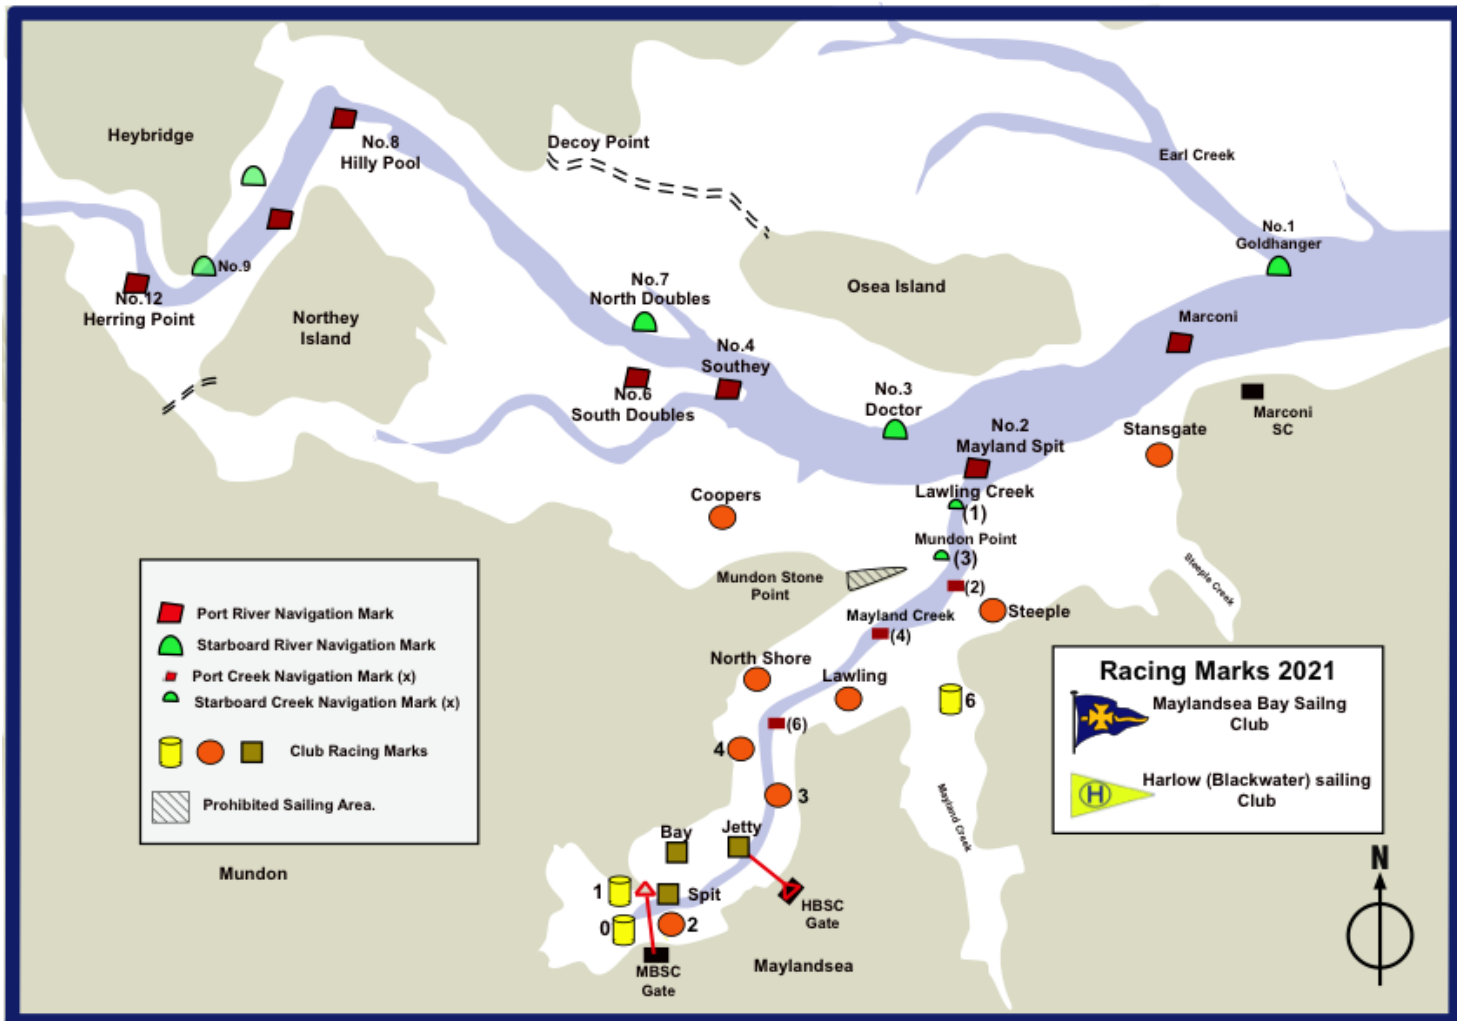 Heybridge
No.8
Hilly Pool
Decoy Point
Earl Creek
No.1
Goldhanger
No.9
No.12
Herring Point
Northey
Island
No.7
North Doubles
Osea Island
Marconi
No.4
Southey
No.6
South Doubles
No.3
Doctor
No.2
Mayland Spit
Stansgate
Marconi
SC
Lawling Creek
(1)
Coopers
Mundon Point
(3)
Mundon Stone
Point
(2)
Steeple Creek
Steeple
Mayland Creek
(4)
North Shore
Lawling
6
(6)
4
3
Mayland Creek
Bay
Jetty
1
Spit
HBSC
Gate
0
2
MBSC
Gate
Maylandsea
Mundon
Port River Navigation Mark
Starboard River Navigation Mark
Port Creek Navigation Mark (x)
Starboard Creek Navigation Mark (x)
Club Racing Marks
Prohibited Sailing Area.
Racing Marks 2021
Maylandsea Bay Sailng
Club
H
Harlow (Blackwater) sailing
Club
N